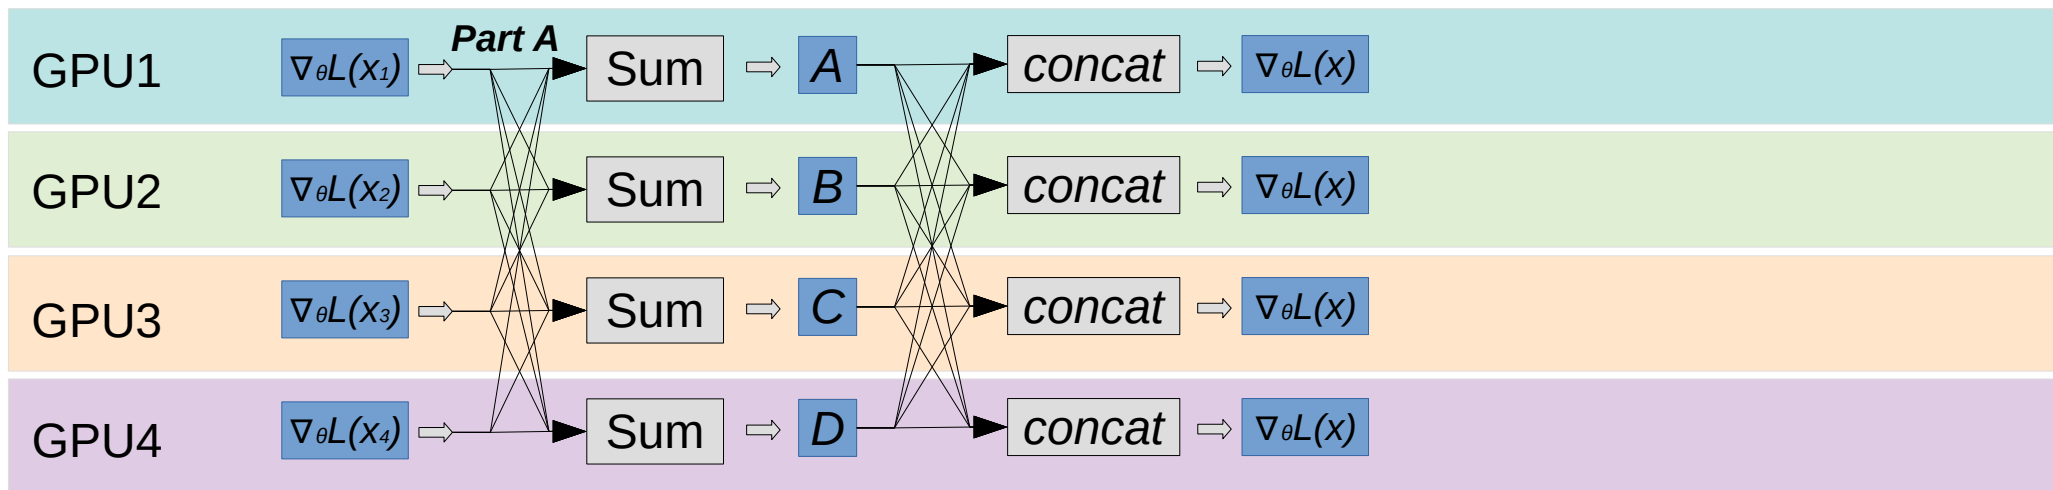 Part A
GPU1 ∇θL(x1) Sum A concat ∇θL(x)
GPU2 ∇θL(x2) Sum B concat ∇θL(x)
GPU3 ∇θL(x3) Sum C concat ∇θL(x)
GPU4 ∇θL(x4) Sum D concat ∇θL(x)